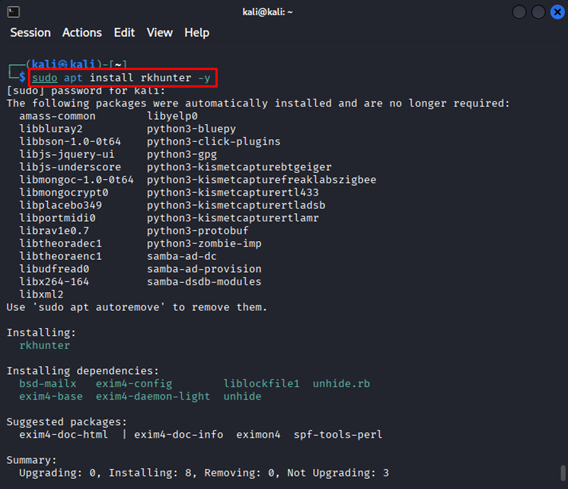 kali@kali: ~
Session Actions Edit View Help
┌──(kali㉿kali)-[~]
└─$ sudo apt install rkhunter -y
[sudo] password for kali:
The following packages were automatically installed and are no longer required:
amass-common libyelp0
libbluray2 python3-bluepy
libbson-1.0-0t64 python3-click-plugins
libjs-jquery-ui python3-gpg
libjs-underscore python3-kismetcapturebtgeiger
libmongoc-1.0-0t64 python3-kismetcapturefreaklabszigbee
libmongocrypt0 python3-kismetcapturertl433
libplacebo349 python3-kismetcapturertladsb
libportmidi0 python3-kismetcapturertlamr
librav1e0.7 python3-protobuf
libtheoradec1 python3-zombie-imp
libtheoraenc1 samba-ad-dc
libudfread0 samba-ad-provision
libx264-164 samba-dsdb-modules
libxml2
Use 'sudo apt autoremove' to remove them.
Installing:
rkhunter
Installing dependencies:
bsd-mailx exim4-config liblockfile1 unhide.rb
exim4-base exim4-daemon-light unhide
Suggested packages:
exim4-doc-html | exim4-doc-info eximon4 spf-tools-perl
Summary:
Upgrading: 0, Installing: 8, Removing: 0, Not Upgrading: 3